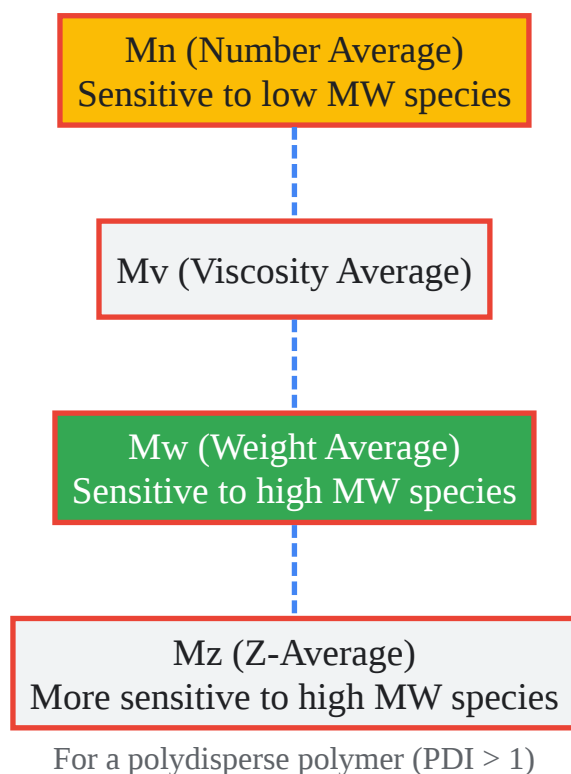 Mn (Number Average)
Sensitive to low MW species
Mv (Viscosity Average)
Mw (Weight Average)
Sensitive to high MW species
Mz (Z-Average)
More sensitive to high MW species
For a polydisperse polymer (PDI > 1)